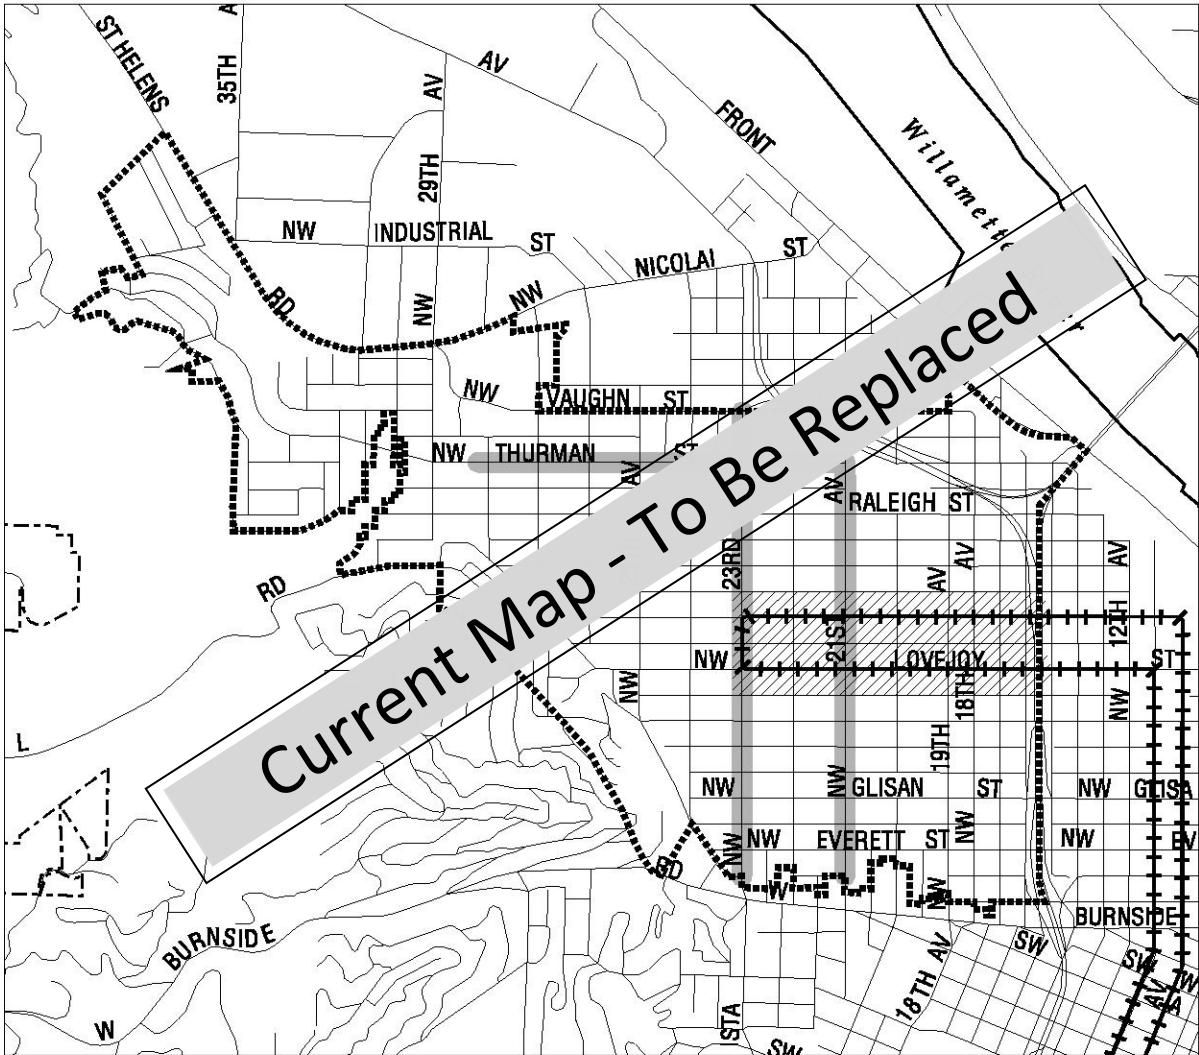 ST HELENS
35TH
A
AV
AV
29TH
FRONT
Willamette
NW INDUSTRIAL ST
NICOLAI ST
NW
RD
NW
NW
VAUGHN ST
NW THURMAN ST
AV
AV
RALEIGH ST
Current Map - To Be Replaced
23RD
AV
AV
AV
RD
21ST
12TH
NW
LOVEJOY
ST
NW
18TH
NW
L
19TH
NW
NW
GLISAN
ST
NW
GLISA
NW
NW
EVERETT
ST
NW
NW
EV
RD
W
NW
BURNSIDE
BURNSIDE
W
18TH AV
SW
SW
AV
STA
SW